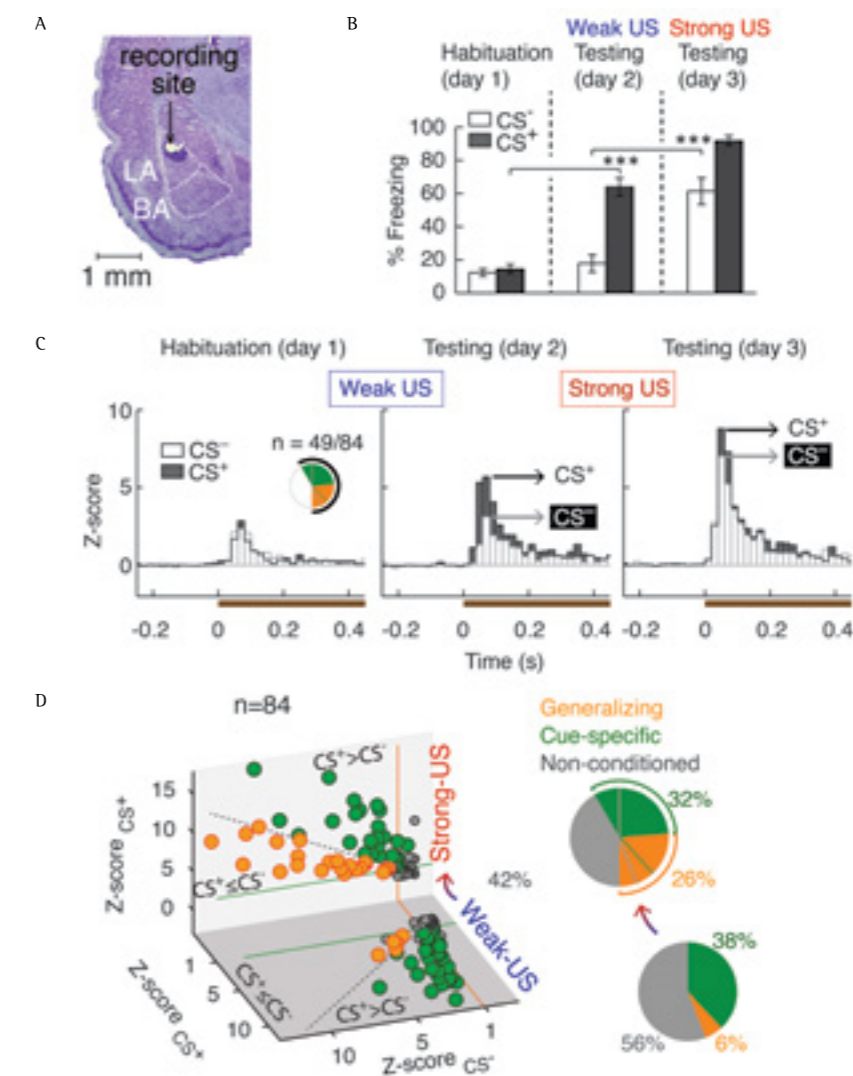 A
recording
site
LA
BA
1 mm
B
Weak US Strong US
Habituation Testing Testing
(day 1) (day 2) (day 3)
CS-
CS+
% Freezing
100
80
60
40
20
0
***
***
C
Habituation (day 1) Testing (day 2) Testing (day 3)
Weak US Strong US
Z-score
10
5
0
CS-
CS+
n = 49/84
CS+
CS-
CS+
CS-
-0.2 0 0.2 0.4 -0.2 0 0.2 0.4 -0.2 0 0.2 0.4
Time (s)
D
n=84
CS+>CS-
CS+≤CS-
Z-score CS+
15
10
5
0
Strong-US
Weak-US
CS+≤CS-
CS+>CS-
Z-score CS+
1
5
10
10 5 1
Z-score CS-
Generalizing
Cue-specific
Non-conditioned
32%
42%
26%
38%
56%
6%